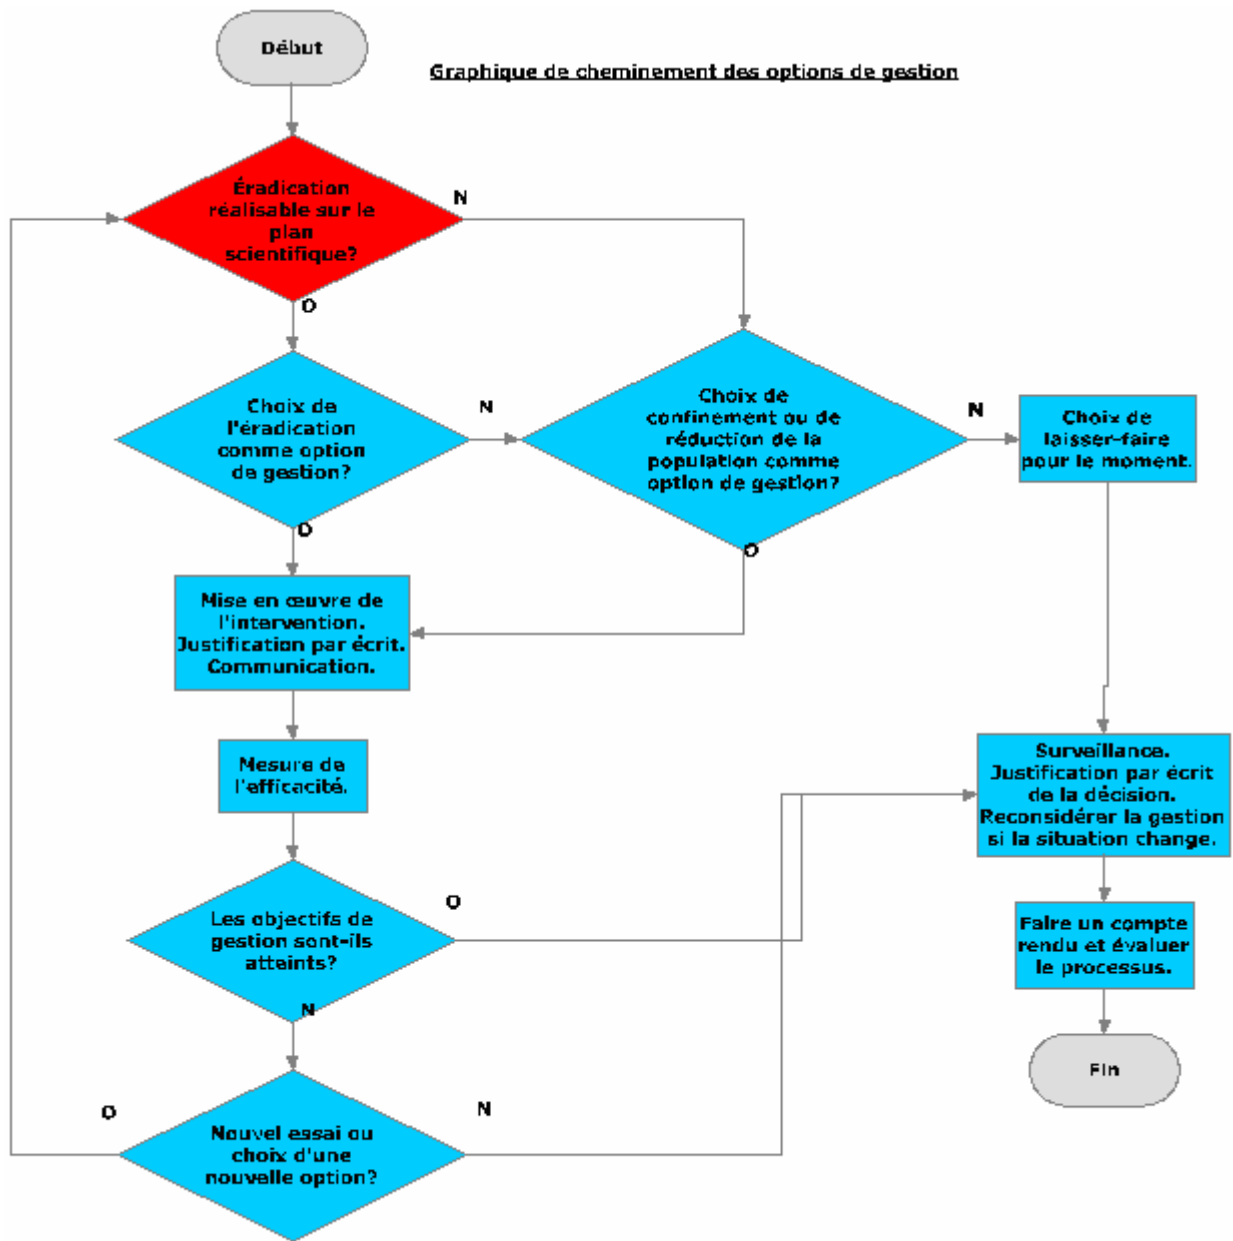 Début
Graphique de cheminement des options de gestion
Éradication
réalisable sur le
plan
scientifique?
N
O
Choix de
l'éradication
comme option
de gestion?
N
O
Choix de
confinement ou de
réduction de la
population comme
option de gestion?
N
O
Choix de
laisser-faire
pour le moment.
Mise en œuvre de
l'intervention.
Justification par écrit.
Communication.
Mesure de
l'efficacité.
Surveillance.
Justification par écrit
de la décision.
Reconsidérer la gestion
si la situation change.
Les objectifs de
gestion sont-ils
atteints?
O
N
Faire un compte
rendu et évaluer
le processus.
Fin
Nouvel essai ou
choix d'une
nouvelle option?
O
N